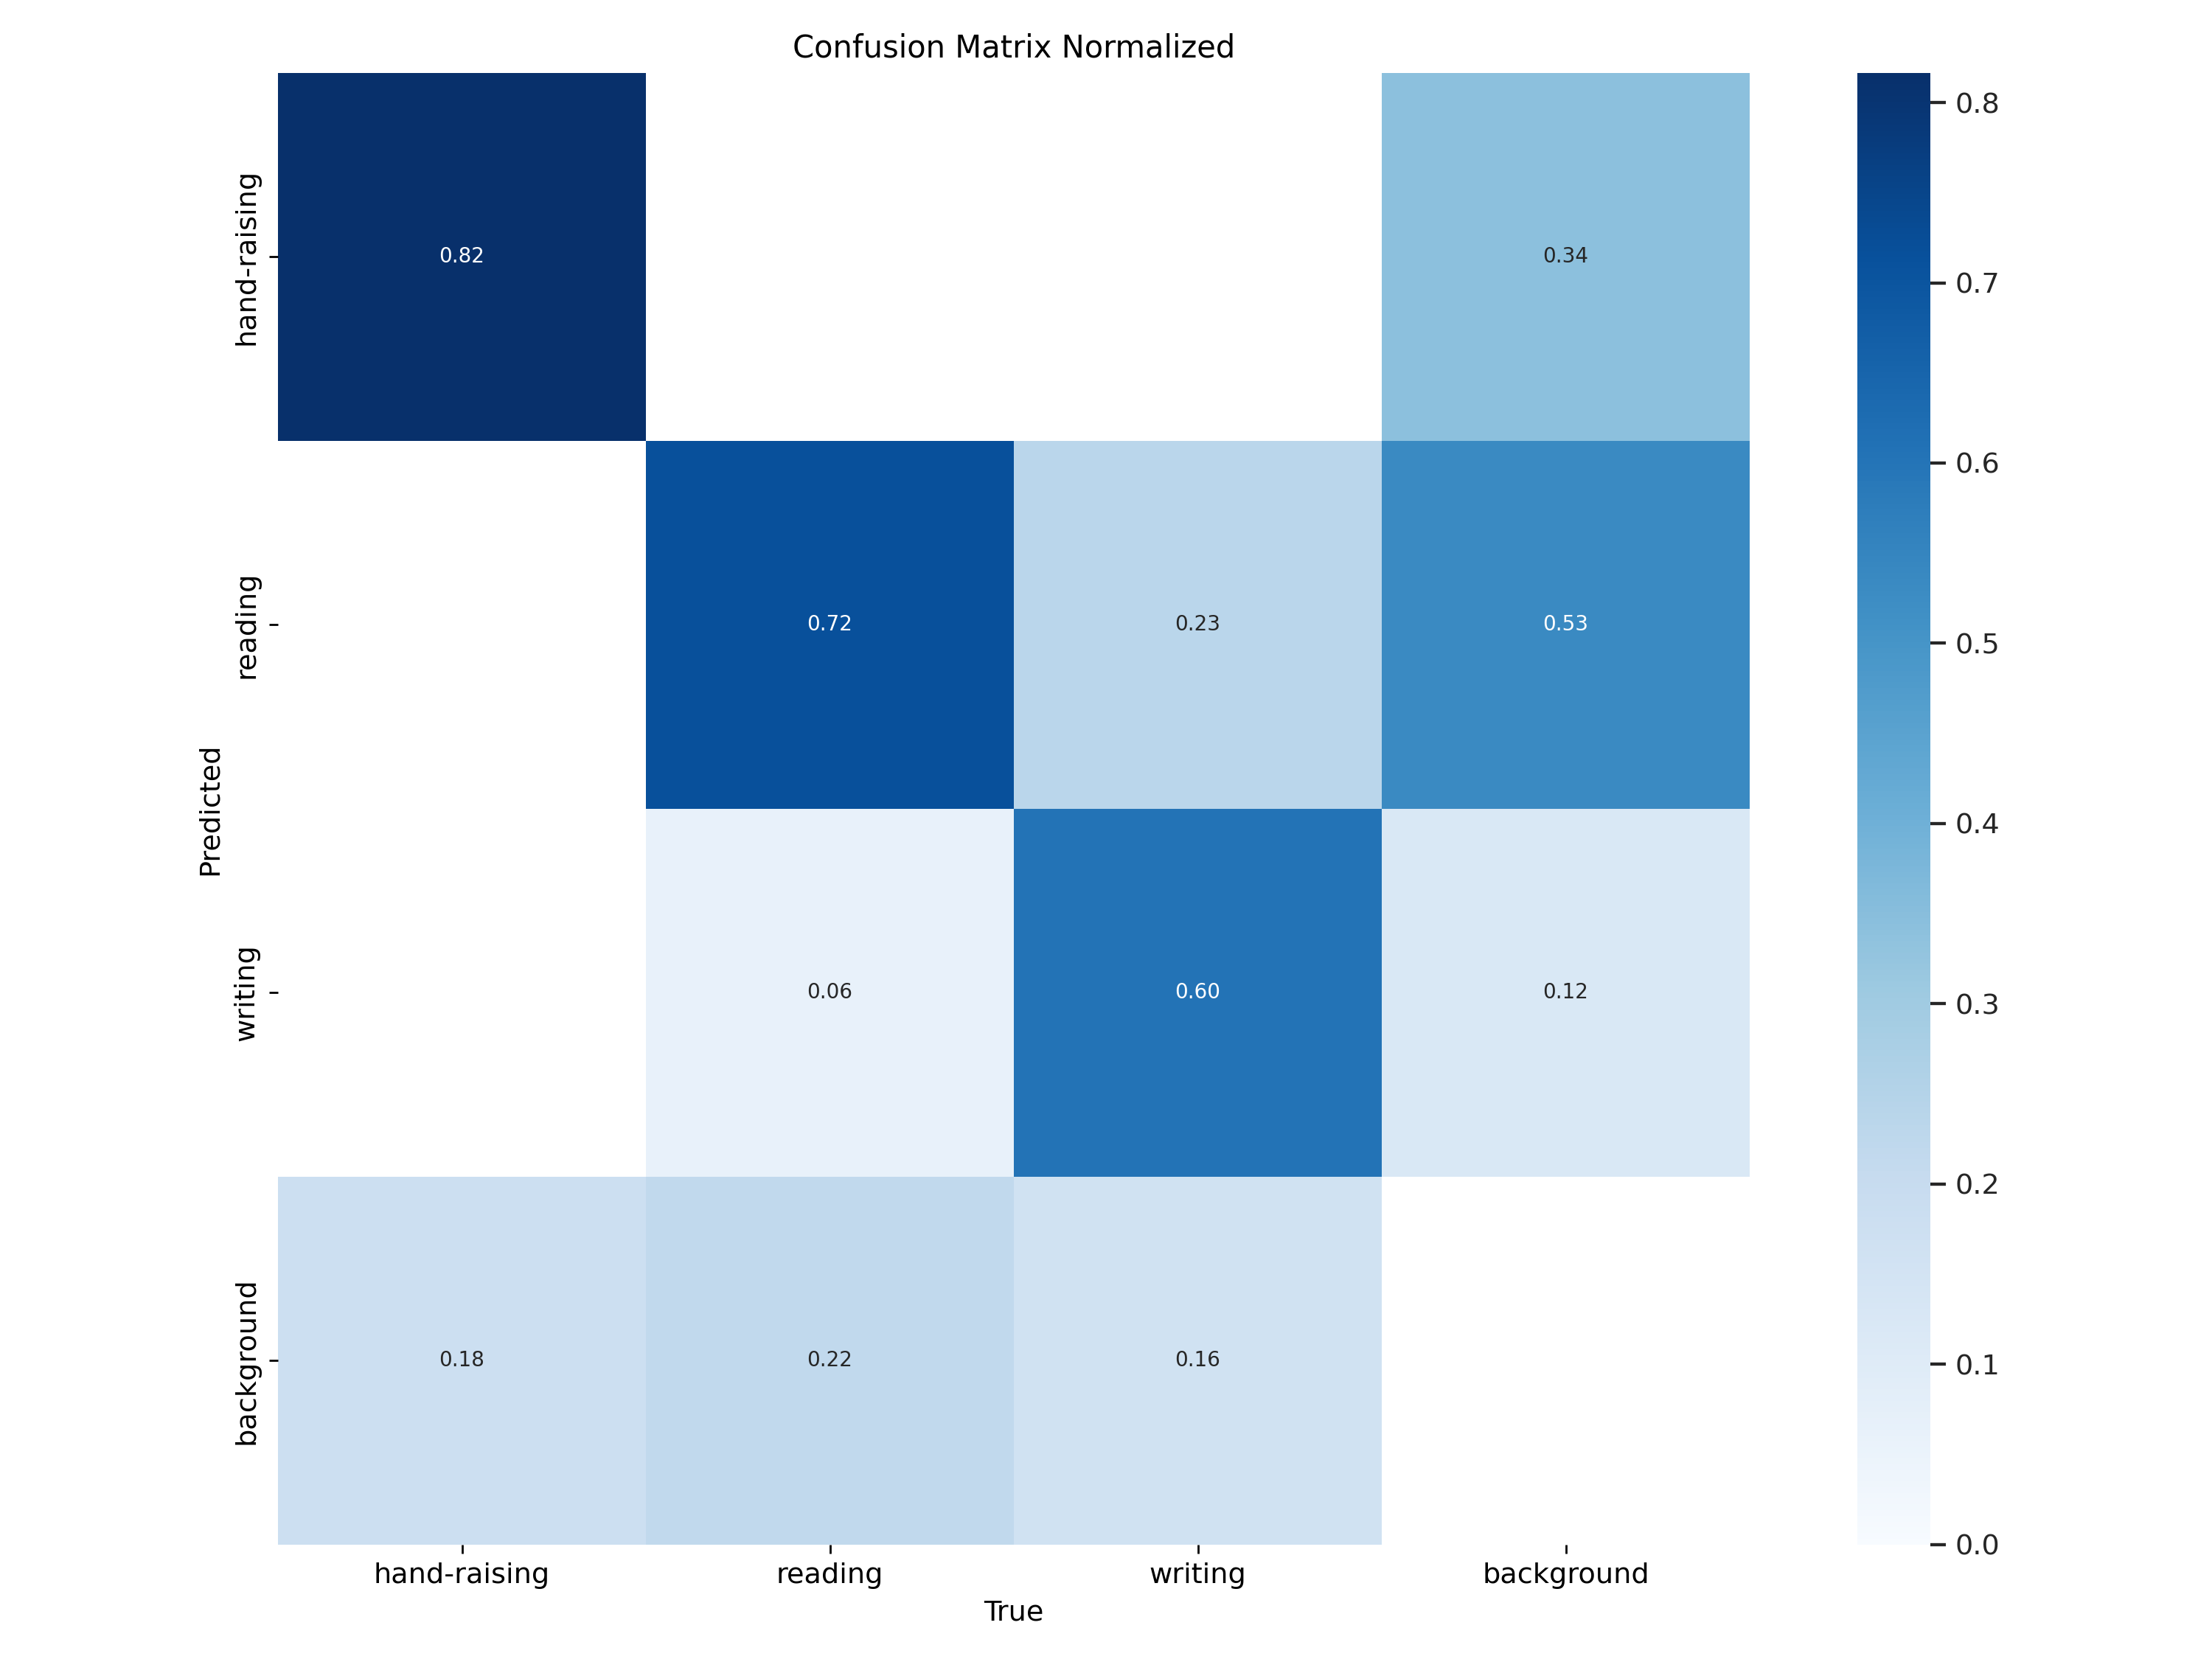 Confusion Matrix Normalized
hand-raising
0.82
0.34
reading
0.72
0.23
0.53
writing
0.06
0.60
0.12
background
0.18
0.22
0.16
Predicted
hand-raising
reading
writing
background
True
0.8
0.7
0.6
0.5
0.4
0.3
0.2
0.1
0.0